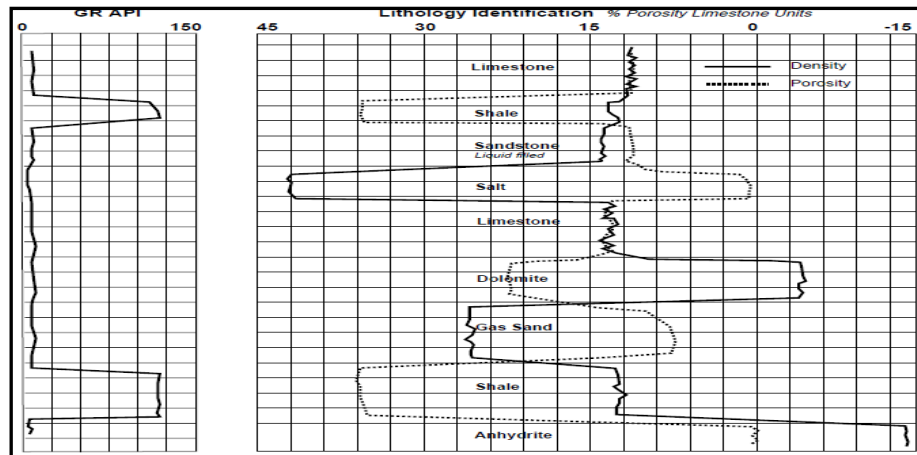 GR API
Lithology Identification % Porosity Limestone Units
0 150 45 30 15 0 -15
Limestone
Density
Porosity
Shale
Sandstone
Liquid filled
Salt
Limestone
Dolomite
Gas Sand
Shale
Anhydrite